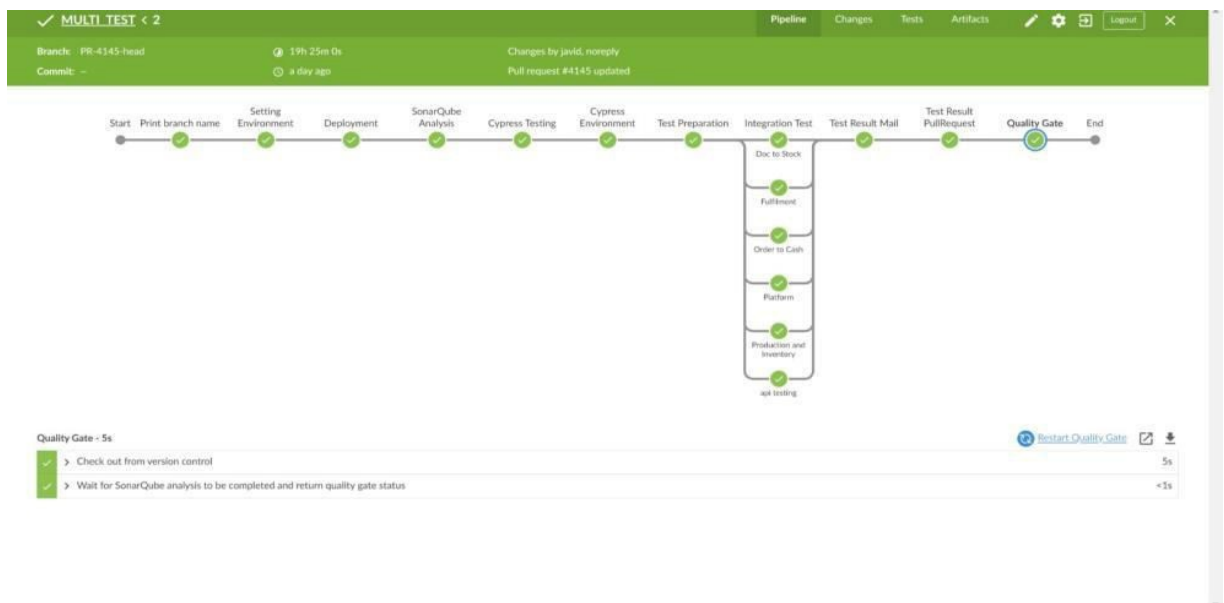 MULTI_TEST < 2
Pipeline Changes Tests Artifacts Logout
Branch: PR-4145-head
19h 25m 0s
Changes by javid, noreply
Commit: –
a day ago
Pull request #4145 updated
Start
Print branch name
Setting
Environment
Deployment
SonarQube
Analysis
Cypress Testing
Cypress
Environment
Test Preparation
Integration Test
Test Result Mail
Test Result
PullRequest
Quality Gate
End
Doc to Stock
Fulfilment
Order to Cash
Platform
Production and
Inventory
api testing
Quality Gate - 5s
Restart Quality Gate
Check out from version control
5s
Wait for SonarQube analysis to be completed and return quality gate status
<1s